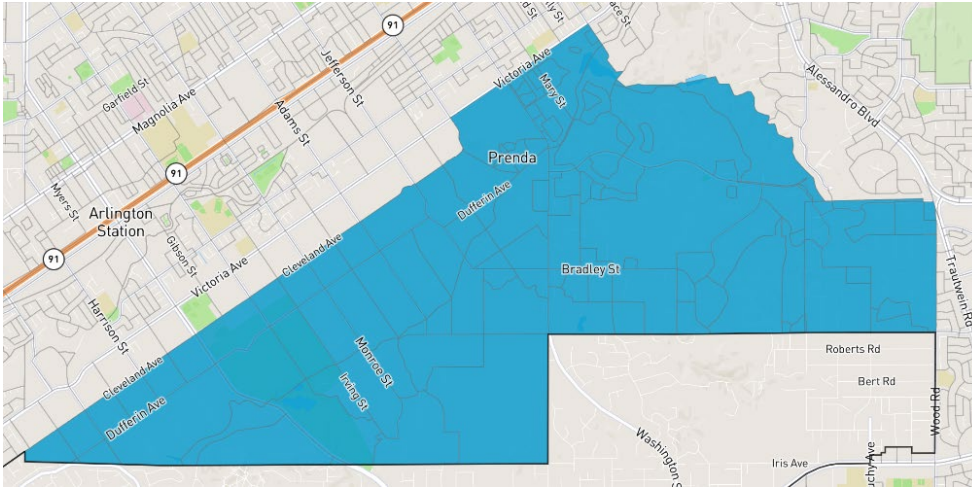 91
Jefferson St
Victoria Ave
Mary St
Alessandro Blvd
Garfield St
Magnolia Ave
Adams St
91
Prenda
Myers St
Arlington
Station
Dufferin Ave
Gibson St
Cleveland Ave
Victoria Ave
91
Bradley St
Trautwein Rd
Harrison St
Monroe St
Roberts Rd
Cleveland Ave
Irving St
Bert Rd
Dufferin Ave
Wood Rd
Washington S
Iris Ave
uchy Ave